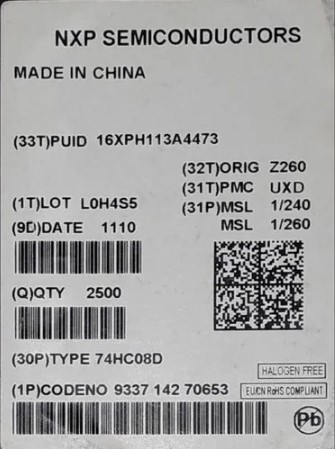 NXP SEMICONDUCTORS
MADE IN CHINA
(33T)PUID 16XPH113A4473
(32T)ORIG Z260
(31T)PMC UXD
(1T)LOT L0H4S5
(31P)MSL 1/240
(9D)DATE 1110
MSL 1/260
(Q)QTY 2500
(30P)TYPE 74HC08D
HALOGEN FREE
(1P)CODENO 9337 142 70653
EU/CN RoHS COMPLIANT
Pb